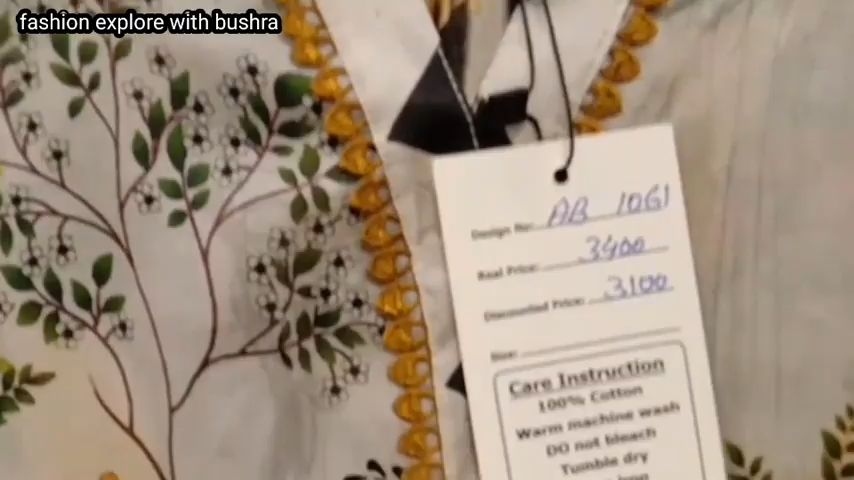 fashion explore with bushra
Design No: AB 1061
Real Price: 3400
Discounted Price: 3100
Size:
Care Instruction
100% Cotton
Warm machine wash
DO not bleach
Tumble dry
iron